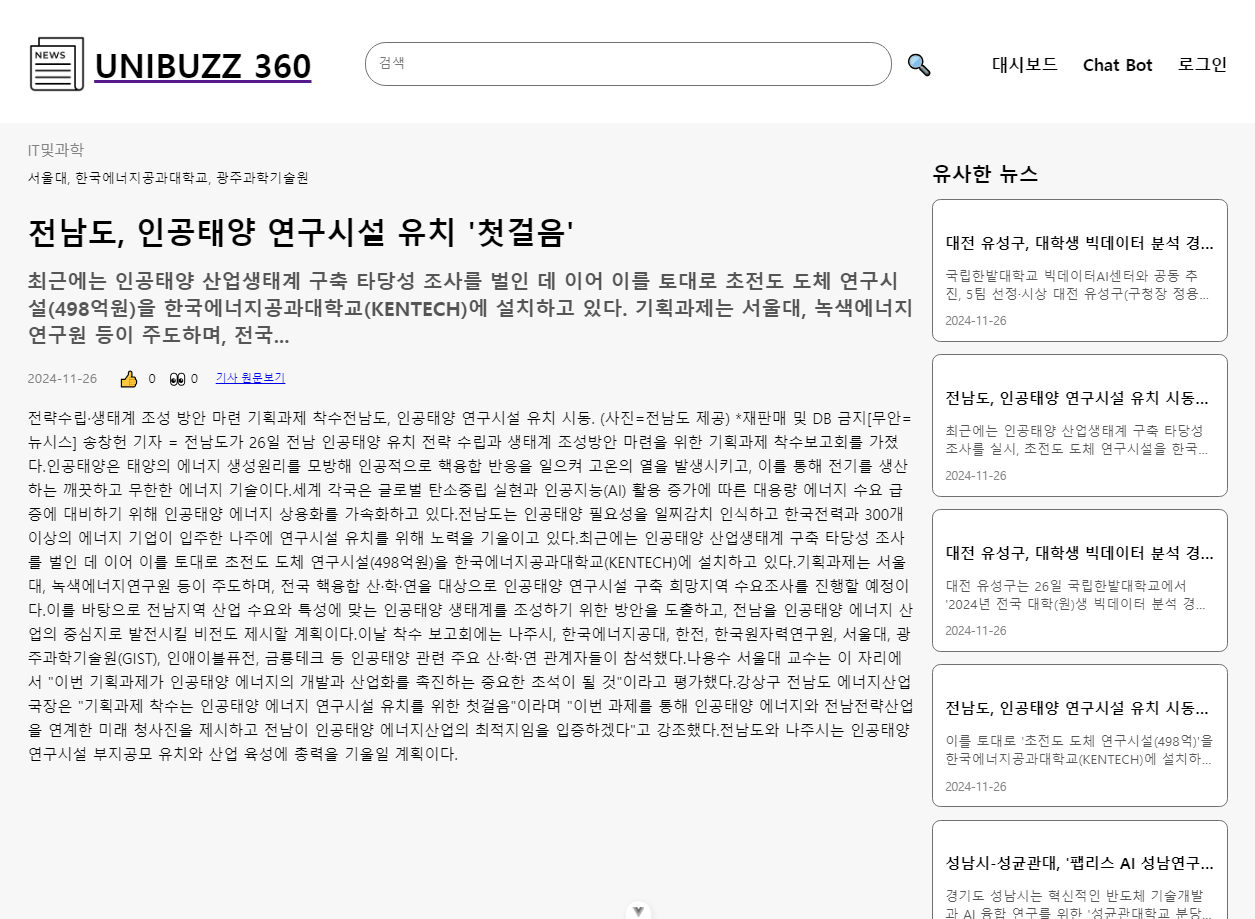 NEWS
UNIBUZZ 360
검색
대시보드
Chat Bot
로그인
IT및과학
서울대, 한국에너지공과대학교, 광주과학기술원
전남도, 인공태양 연구시설 유치 '첫걸음'
최근에는 인공태양 산업생태계 구축 타당성 조사를 벌인 데 이어 이를 토대로 초전도 도체 연구시
설(498억원)을 한국에너지공과대학교(KENTECH)에 설치하고 있다. 기획과제는 서울대, 녹색에너지
연구원 등이 주도하며, 전국...
2024-11-26
0
0
기사 원문보기
전략수립·생태계 조성 방안 마련 기획과제 착수전남도, 인공태양 연구시설 유치 시동. (사진=전남도 제공) *재판매 및 DB 금지[무안=
뉴시스] 송창헌 기자 = 전남도가 26일 전남 인공태양 유치 전략 수립과 생태계 조성방안 마련을 위한 기획과제 착수보고회를 가졌
다.인공태양은 태양의 에너지 생성원리를 모방해 인공적으로 핵융합 반응을 일으켜 고온의 열을 발생시키고, 이를 통해 전기를 생산
하는 깨끗하고 무한한 에너지 기술이다.세계 각국은 글로벌 탄소중립 실현과 인공지능(AI) 활용 증가에 따른 대용량 에너지 수요 급
증에 대비하기 위해 인공태양 에너지 상용화를 가속화하고 있다.전남도는 인공태양 필요성을 일찌감치 인식하고 한국전력과 300개
이상의 에너지 기업이 입주한 나주에 연구시설 유치를 위해 노력을 기울이고 있다.최근에는 인공태양 산업생태계 구축 타당성 조사
를 벌인 데 이어 이를 토대로 초전도 도체 연구시설(498억원)을 한국에너지공과대학교(KENTECH)에 설치하고 있다.기획과제는 서울
대, 녹색에너지연구원 등이 주도하며, 전국 핵융합 산·학·연을 대상으로 인공태양 연구시설 구축 희망지역 수요조사를 진행할 예정이
다.이를 바탕으로 전남지역 산업 수요와 특성에 맞는 인공태양 생태계를 조성하기 위한 방안을 도출하고, 전남을 인공태양 에너지 산
업의 중심지로 발전시킬 비전도 제시할 계획이다.이날 착수 보고회에는 나주시, 한국에너지공대, 한전, 한국원자력연구원, 서울대, 광
주과학기술원(GIST), 인애이블퓨전, 금룡테크 등 인공태양 관련 주요 산·학·연 관계자들이 참석했다.나용수 서울대 교수는 이 자리에
서 "이번 기획과제가 인공태양 에너지의 개발과 산업화를 촉진하는 중요한 초석이 될 것"이라고 평가했다.강상구 전남도 에너지산업
국장은 "기획과제 착수는 인공태양 에너지 연구시설 유치를 위한 첫걸음"이라며 "이번 과제를 통해 인공태양 에너지와 전남전략산업
을 연계한 미래 청사진을 제시하고 전남이 인공태양 에너지산업의 최적지임을 입증하겠다"고 강조했다.전남도와 나주시는 인공태양
연구시설 부지공모 유치와 산업 육성에 총력을 기울일 계획이다.
유사한 뉴스
대전 유성구, 대학생 빅데이터 분석 경...
국립한밭대학교 빅데이터AI센터와 공동 추
진, 5팀 선정·시상 대전 유성구(구청장 정용...
2024-11-26
전남도, 인공태양 연구시설 유치 시동...
최근에는 인공태양 산업생태계 구축 타당성
조사를 실시, 초전도 도체 연구시설을 한국...
2024-11-26
대전 유성구, 대학생 빅데이터 분석 경...
대전 유성구는 26일 국립한밭대학교에서
'2024년 전국 대학(원)생 빅데이터 분석 경...
2024-11-26
전남도, 인공태양 연구시설 유치 시동...
이를 토대로 '초전도 도체 연구시설(498억)'을
한국에너지공과대학교(KENTECH)에 설치하...
2024-11-26
성남시-성균관대, '팹리스 AI 성남연구...
경기도 성남시는 혁신적인 반도체 기술개발
과 AI 융합 연구를 위한 '성균관대학교 분당...